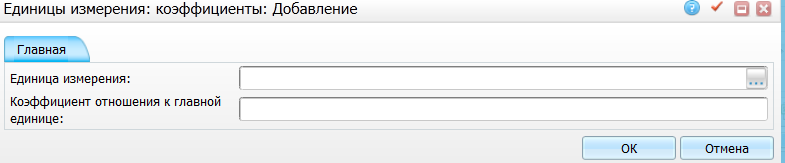 Единицы измерения: коэффициенты: Добавление
Главная
Единица измерения:
...
Коэффициент отношения к главной
единице:
OK
Отмена